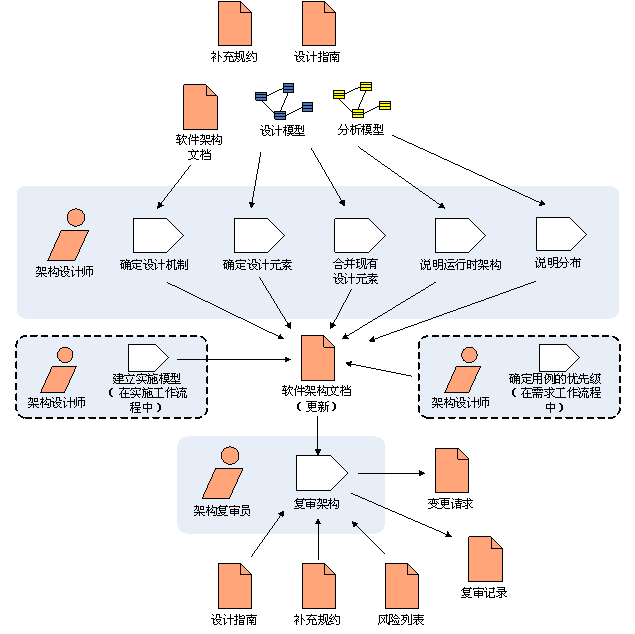 补充规约
设计指南
软件架构
文档
设计模型
分析模型
架构设计师
确定设计机制
确定设计元素
合并现有
设计元素
说明运行时架构
说明分布
架构设计师
建立实施模型
（在实施工作流
程中）
软件架构文档
（更新）
架构设计师
确定用例的优先级
（在需求工作流程
中）
架构复审员
复审架构
变更请求
复审记录
设计指南
补充规约
风险列表